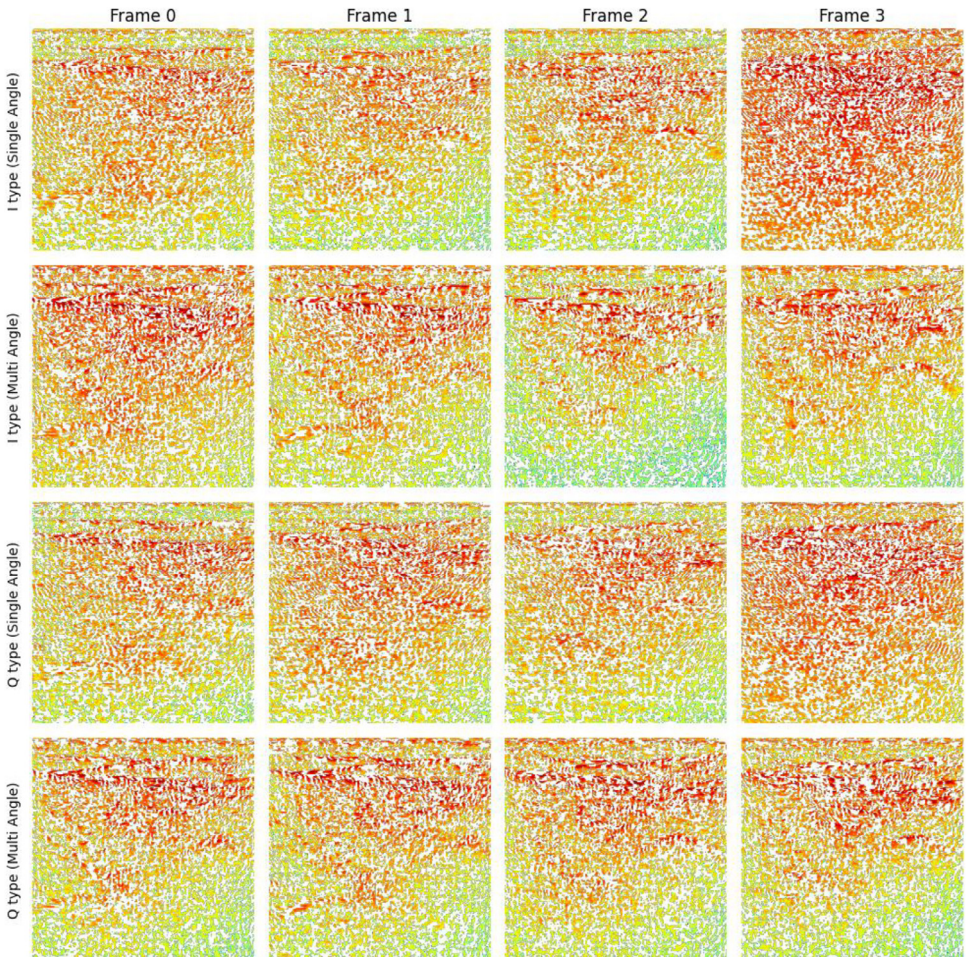 Frame 0 Frame 1 Frame 2 Frame 3
I type (Single Angle)
I type (Multi Angle)
Q type (Single Angle)
Q type (Multi Angle)